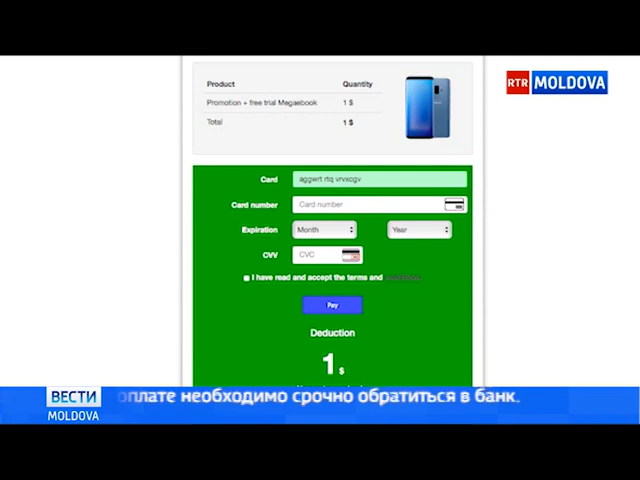 RTR MOLDOVA
Product Quantity
Promotion + free trial Megaebook 1 $
Total 1 $
Card aggwrt rtq vrvxcgv
Card number Card number
Expiration Month Year
CVV CVC
I have read and accept the terms and
Pay
Deduction
1 $
оплате необходимо срочно обратиться в банк.
ВЕСТИ
MOLDOVA